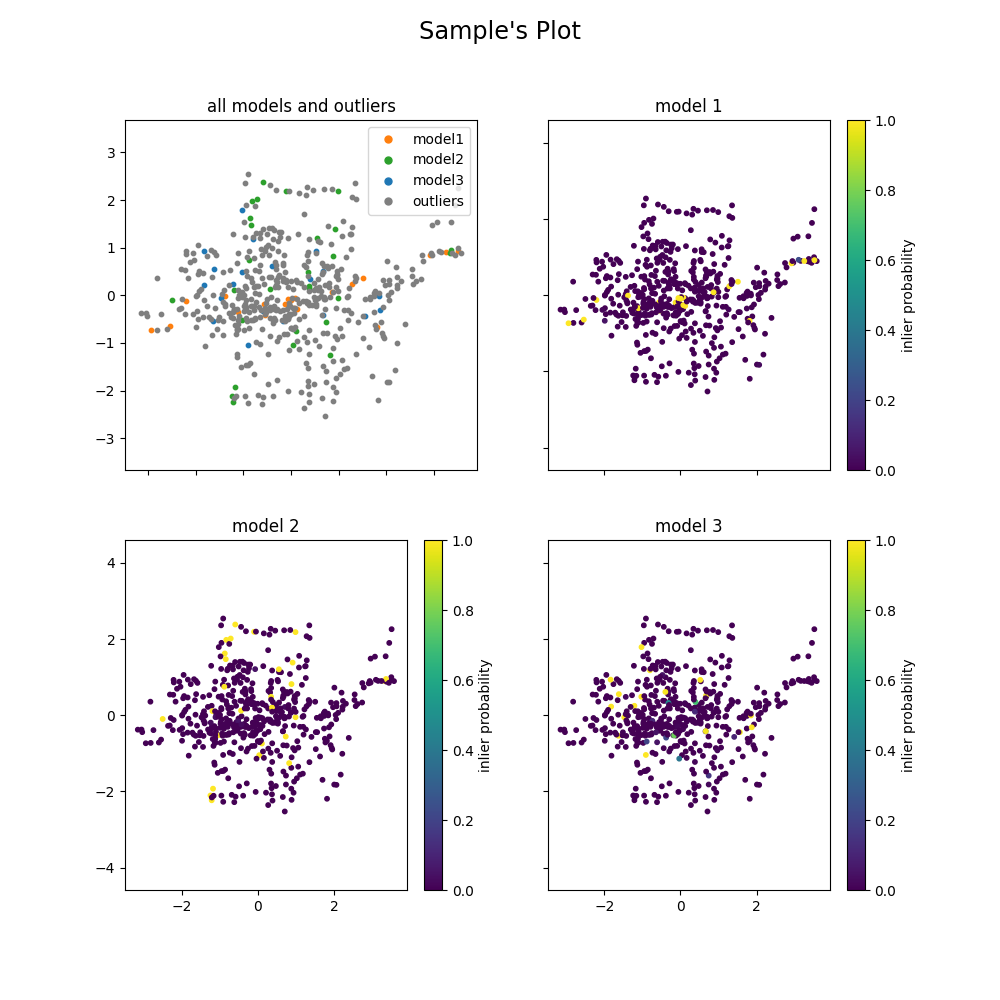 Sample's Plot
all models and outliers
model1
model2
model3
outliers
3
2
1
0
−1
−2
−3
model 1
1.0
0.8
0.6
0.4
0.2
0.0
inlier probability
model 2
4
2
0
−2
−4
−2 0 2
1.0
0.8
0.6
0.4
0.2
0.0
inlier probability
model 3
−2 0 2
1.0
0.8
0.6
0.4
0.2
0.0
inlier probability